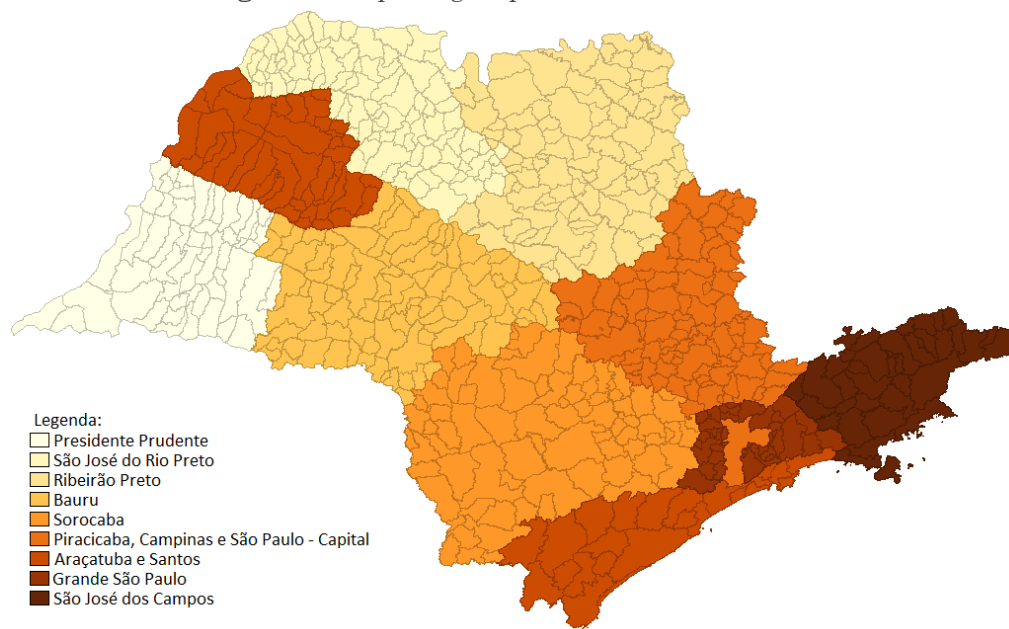 Legenda:
Presidente Prudente
São José do Rio Preto
Ribeirão Preto
Bauru
Sorocaba
Piracicaba, Campinas e São Paulo - Capital
Araçatuba e Santos
Grande São Paulo
São José dos Campos